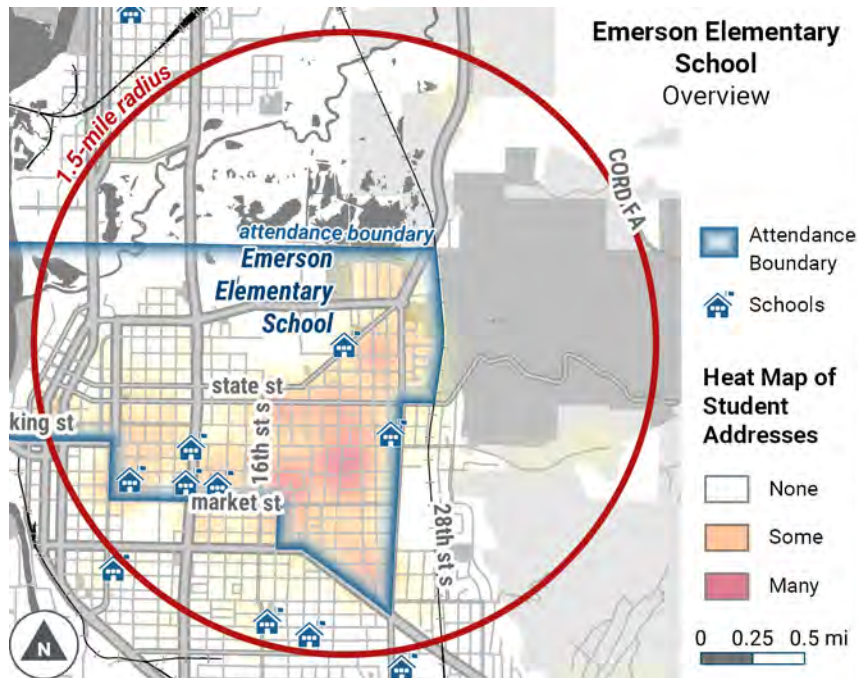 Emerson Elementary
School
Overview
1.5-mile radius
CORD.FA
attendance boundary
Emerson
Elementary
School
state st
king st
16th st s
market st
28th st s
N
Attendance
Boundary
Schools
Heat Map of
Student
Addresses
None
Some
Many
0 0.25 0.5 mi